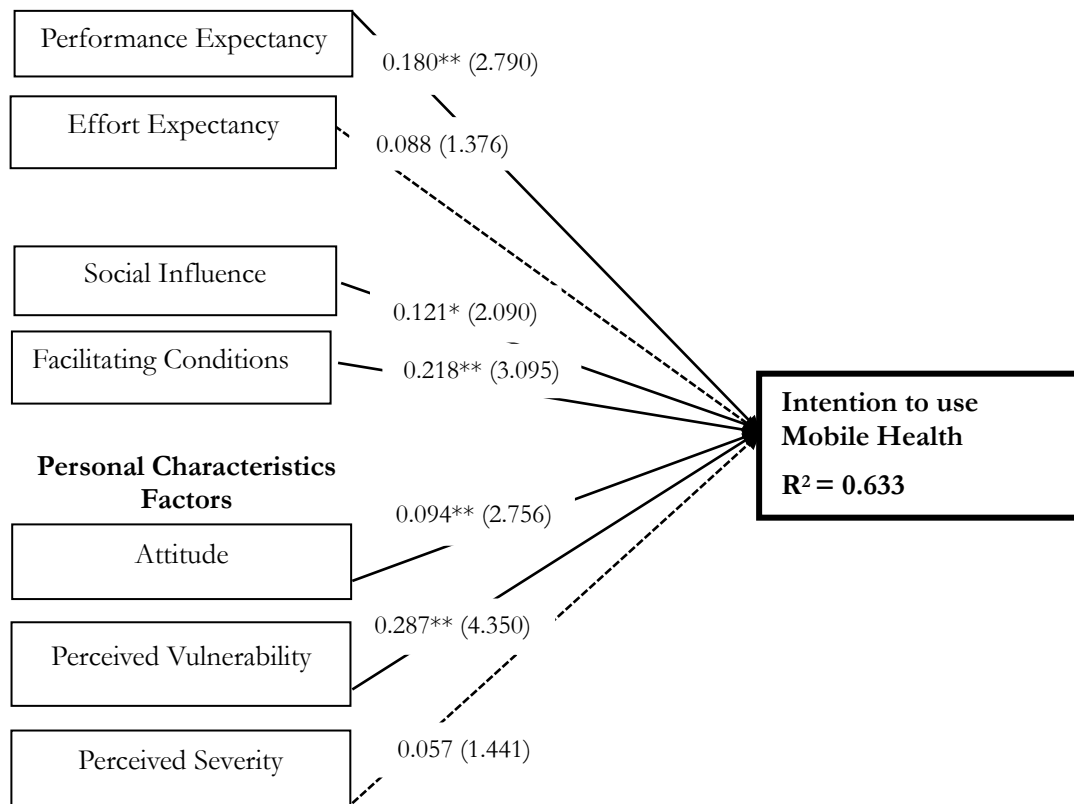 Performance Expectancy
0.180** (2.790)
Effort Expectancy
0.088 (1.376)
Social Influence
0.121* (2.090)
Facilitating Conditions
0.218** (3.095)
Intention to use
Mobile Health
R² = 0.633
Personal Characteristics
Factors
0.094** (2.756)
Attitude
0.287** (4.350)
Perceived Vulnerability
0.057 (1.441)
Perceived Severity